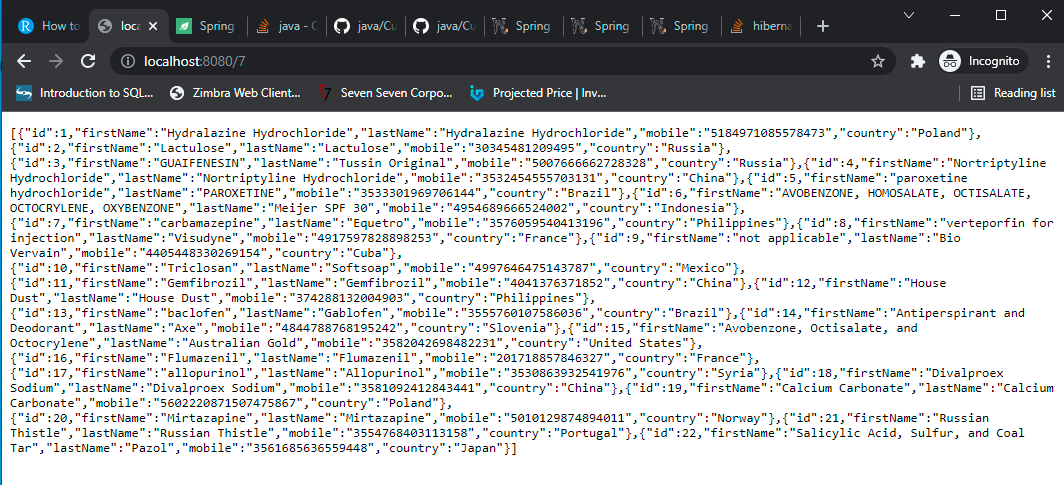 How to
loca
Spring
java - C
java/Cu
java/Cu
Spring
Spring
Spring
hiberna
localhost:8080/7
Incognito
Introduction to SQL...
Zimbra Web Client...
Seven Seven Corpo...
Projected Price | Inv...
Reading list
[{"id":1,"firstName":"Hydralazine Hydrochloride","lastName":"Hydralazine Hydrochloride","mobile":"5184971085578473","country":"Poland"},
{"id":2,"firstName":"Lactulose","lastName":"Lactulose","mobile":"30345481209495","country":"Russia"},
{"id":3,"firstName":"GUAIFENESIN","lastName":"Tussin Original","mobile":"5007666662728328","country":"Russia"},{"id":4,"firstName":"Nortriptyline
Hydrochloride","lastName":"Nortriptyline Hydrochloride","mobile":"3532454555703131","country":"China"},{"id":5,"firstName":"paroxetine
hydrochloride","lastName":"PAROXETINE","mobile":"3533301969706144","country":"Brazil"},{"id":6,"firstName":"AVOBENZONE, HOMOSALATE, OCTISALATE,
OCTOCRYLENE, OXYBENZONE","lastName":"Meijer SPF 30","mobile":"4954689666524002","country":"Indonesia"},
{"id":7,"firstName":"carbamazepine","lastName":"Equetro","mobile":"3576059540413196","country":"Philippines"},{"id":8,"firstName":"verteporfin for
injection","lastName":"Visudyne","mobile":"4917597828898253","country":"France"},{"id":9,"firstName":"not applicable","lastName":"Bio
Vervain","mobile":"4405448330269154","country":"Cuba"},
{"id":10,"firstName":"Triclosan","lastName":"Softsoap","mobile":"4997646475143787","country":"Mexico"},
{"id":11,"firstName":"Gemfibrozil","lastName":"Gemfibrozil","mobile":"4041376371852","country":"China"},{"id":12,"firstName":"House
Dust","lastName":"House Dust","mobile":"374288132004903","country":"Philippines"},
{"id":13,"firstName":"baclofen","lastName":"Gablofen","mobile":"3555760107586036","country":"Brazil"},{"id":14,"firstName":"Antiperspirant and
Deodorant","lastName":"Axe","mobile":"4844788768195242","country":"Slovenia"},{"id":15,"firstName":"Avobenzone, Octisalate, and
Octocrylene","lastName":"Australian Gold","mobile":"3582042698482231","country":"United States"},
{"id":16,"firstName":"Flumazenil","lastName":"Flumazenil","mobile":"201718857846327","country":"France"},
{"id":17,"firstName":"allopurinol","lastName":"Allopurinol","mobile":"3530863932541976","country":"Syria"},{"id":18,"firstName":"Divalproex
Sodium","lastName":"Divalproex Sodium","mobile":"3581092412843441","country":"China"},{"id":19,"firstName":"Calcium Carbonate","lastName":"Calcium
Carbonate","mobile":"5602220871507475867","country":"Poland"},
{"id":20,"firstName":"Mirtazapine","lastName":"Mirtazapine","mobile":"5010129874894011","country":"Norway"},{"id":21,"firstName":"Russian
Thistle","lastName":"Russian Thistle","mobile":"3554768403113158","country":"Portugal"},{"id":22,"firstName":"Salicylic Acid, Sulfur, and Coal
Tar","lastName":"Pazol","mobile":"3561685636559448","country":"Japan"}]